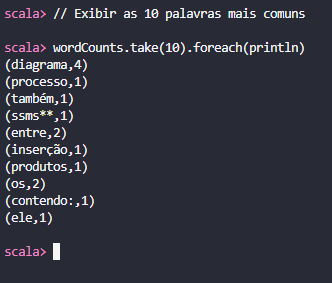 scala> // Exibir as 10 palavras mais comuns
scala> wordCounts.take(10).foreach(println)
(diagrama,4)
(processo,1)
(também,1)
(ssms**,1)
(entre,2)
(inserção,1)
(produtos,1)
(os,2)
(contendo:,1)
(ele,1)
scala>